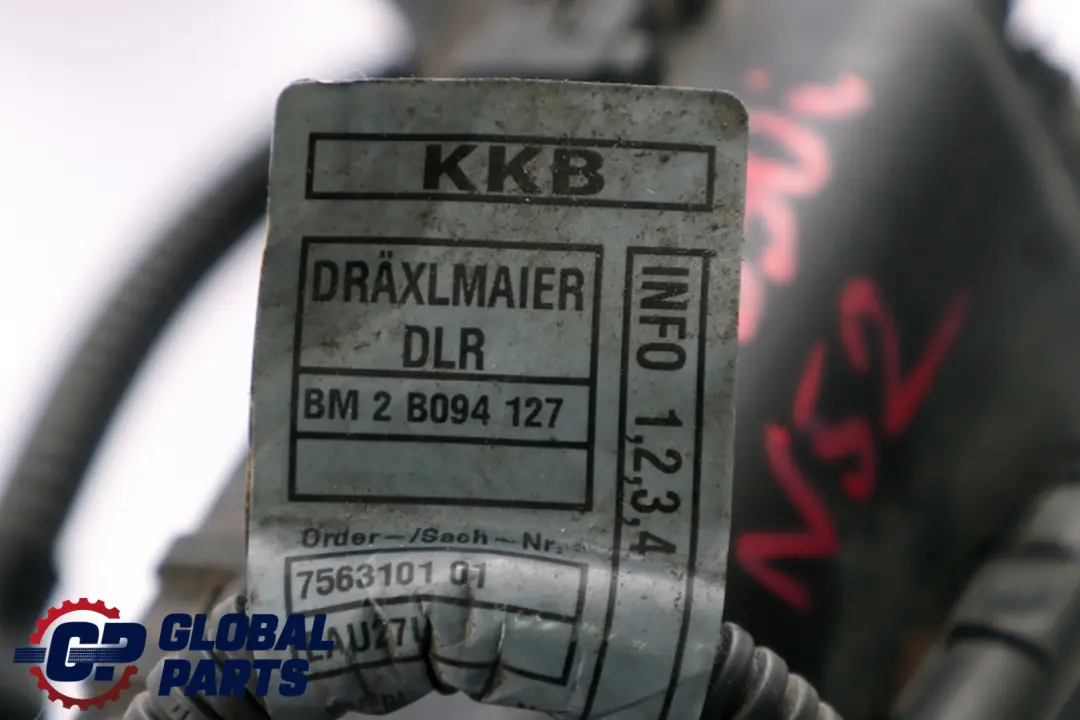 KKB
DRÄXLMAIER
DLR
BM 2 B094 127
INFO 1,2,3,4
Order-/Sach-Nr.
7563101 01
N52
GP GLOBAL
PARTS